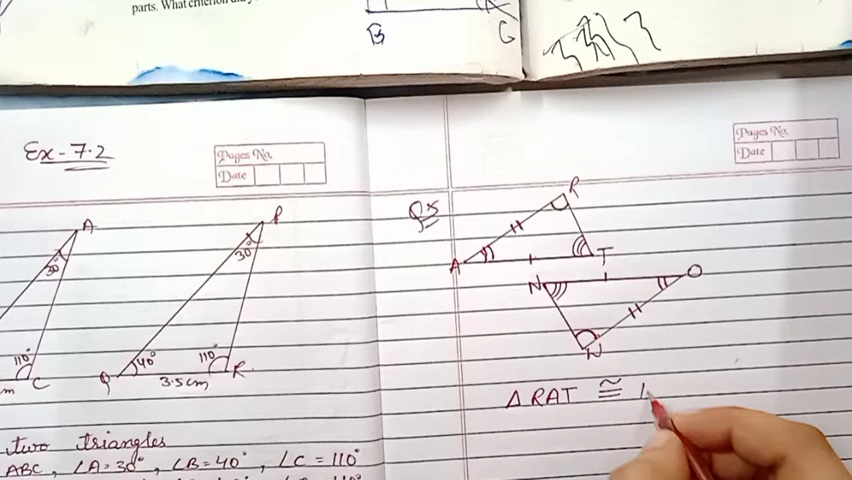 parts. What criterion di
B
G
Ex-7.2
Pages No.
Date
Pages No.
Date
Q5
A
30°
110°
C
P
30°
40°
110°
Q
3.5cm
R
m
R
A
T
N
O
W
△RAT ≅
two triangles
ABC, ∠A=30°, ∠B=40°, ∠C=110°